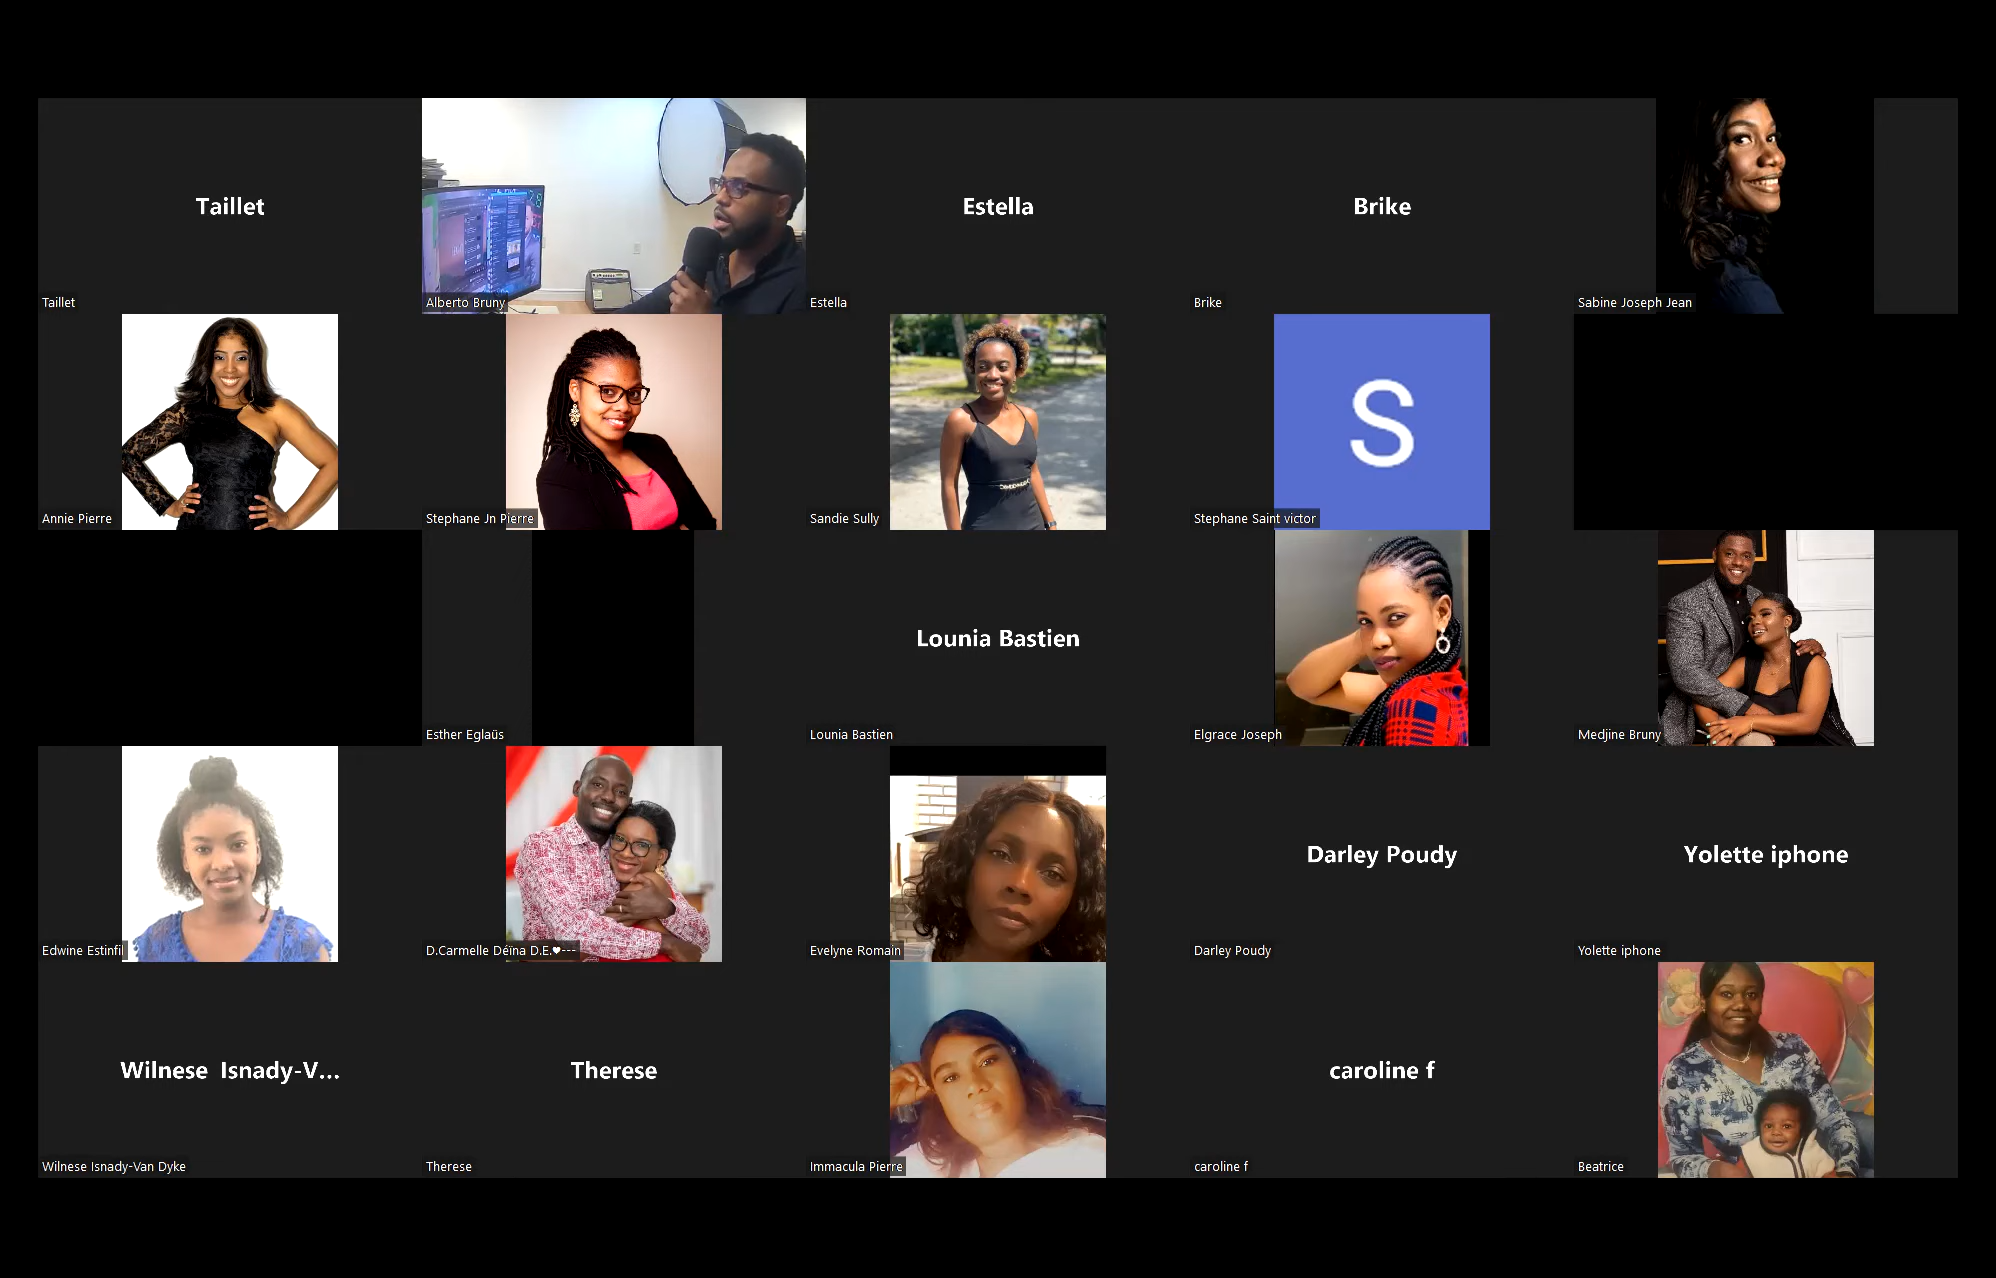 Taillet
Taillet
Alberto Bruny
Estella
Estella
Brike
Brike
Sabine Joseph Jean
Annie Pierre
Stephane Jn Pierre
Sandie Sully
S
Stephane Saint victor
Esther Eglaüs
Lounia Bastien
Lounia Bastien
Elgrace Joseph
Medjine Bruny
Edwine Estinfil
D.Carmelle Déïna D.E.♥---
Evelyne Romain
Darley Poudy
Darley Poudy
Yolette iphone
Yolette iphone
Wilnese Isnady-V...
Wilnese Isnady-Van Dyke
Therese
Therese
Immacula Pierre
caroline f
caroline f
Beatrice